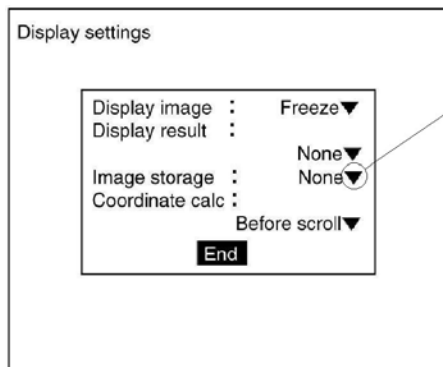 Display settings
Display image : Freeze▼
Display result :
None▼
Image storage : None▼
Coordinate calc :
Before scroll▼
End